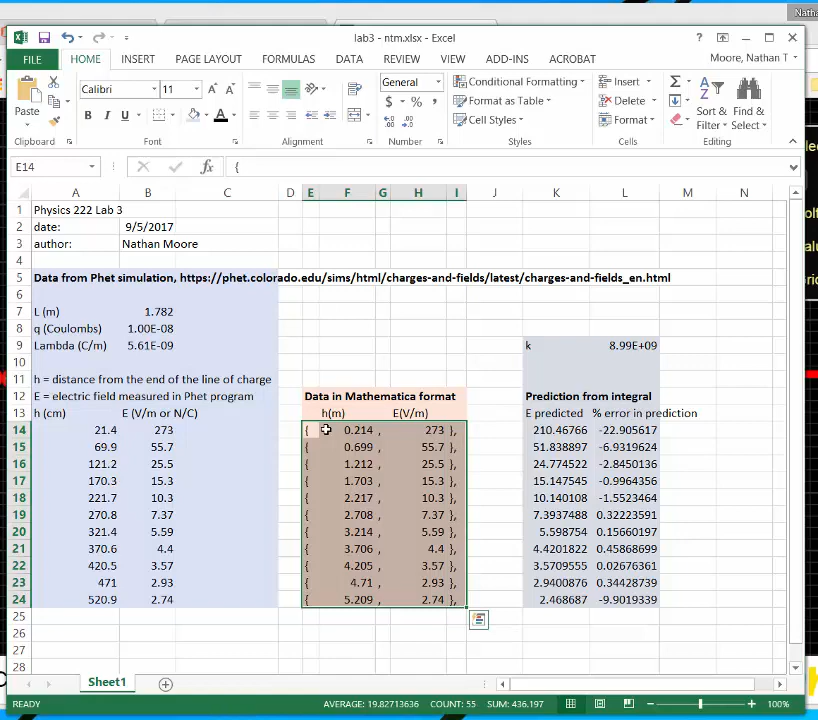 Nathan
lab3 - ntm.xlsx - Excel
?
FILE HOME INSERT PAGE LAYOUT FORMULAS DATA REVIEW VIEW ADD-INS ACROBAT Moore, Nathan T
Calibri 11 A A General Conditional Formatting Insert Σ
Paste B I U A $ % , Format as Table Delete Sort & Find &
Cell Styles Format Filter Select
Clipboard Font Alignment Number Styles Cells Editing
E14 fx {
A B C D E F G H I J K L M N
1 Physics 222 Lab 3
2 date: 9/5/2017
3 author: Nathan Moore
4
5 Data from Phet simulation, https://phet.colorado.edu/sims/html/charges-and-fields/latest/charges-and-fields_en.html
6
7 L (m) 1.782
8 q (Coulombs) 1.00E-08
9 Lambda (C/m) 5.61E-09 k 8.99E+09
10
11 h = distance from the end of the line of charge
12 E = electric field measured in Phet program Data in Mathematica format Prediction from integral
13 h (cm) E (V/m or N/C) h(m) E(V/m) E predicted % error in prediction
14 21.4 273 { 0.214 , 273 }, 210.46766 -22.905617
15 69.9 55.7 { 0.699 , 55.7 }, 51.838897 -6.9319624
16 121.2 25.5 { 1.212 , 25.5 }, 24.774522 -2.8450136
17 170.3 15.3 { 1.703 , 15.3 }, 15.147545 -0.9964356
18 221.7 10.3 { 2.217 , 10.3 }, 10.140108 -1.5523464
19 270.8 7.37 { 2.708 , 7.37 }, 7.3937488 0.32223591
20 321.4 5.59 { 3.214 , 5.59 }, 5.598754 0.15660197
21 370.6 4.4 { 3.706 , 4.4 }, 4.4201822 0.45868699
22 420.5 3.57 { 4.205 , 3.57 }, 3.5709555 0.02676361
23 471 2.93 { 4.71 , 2.93 }, 2.9400876 0.34428739
24 520.9 2.74 { 5.209 , 2.74 }, 2.468687 -9.9019339
25
26
27
28
Sheet1
READY AVERAGE: 19.82713636 COUNT: 55 SUM: 436.197 100%